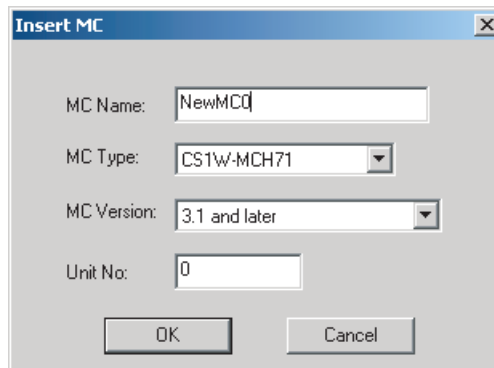 Insert MC
MC Name: NewMC0
MC Type: CS1W-MCH71
MC Version: 3.1 and later
Unit No: 0
OK Cancel